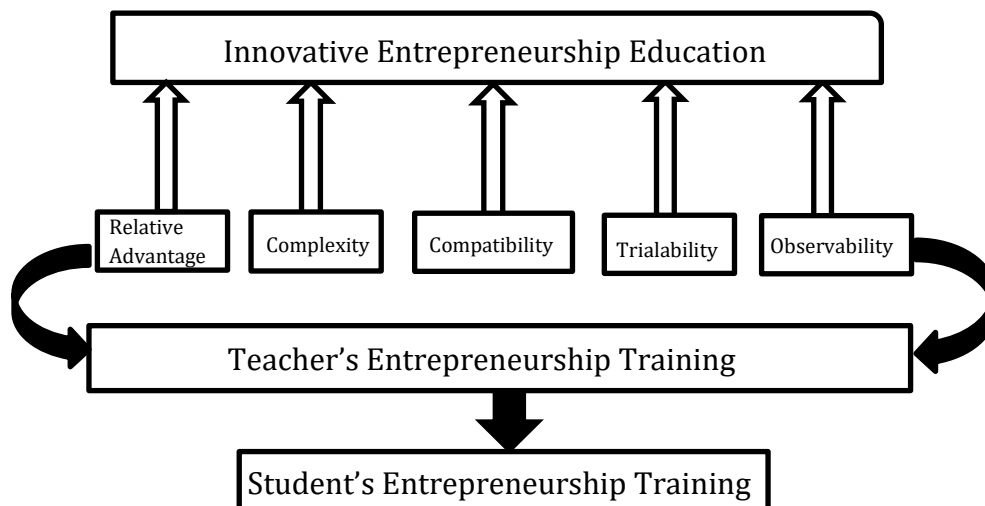 Innovative Entrepreneurship Education
Relative
Advantage
Complexity
Compatibility
Trialability
Observability
Teacher’s Entrepreneurship Training
Student’s Entrepreneurship Training